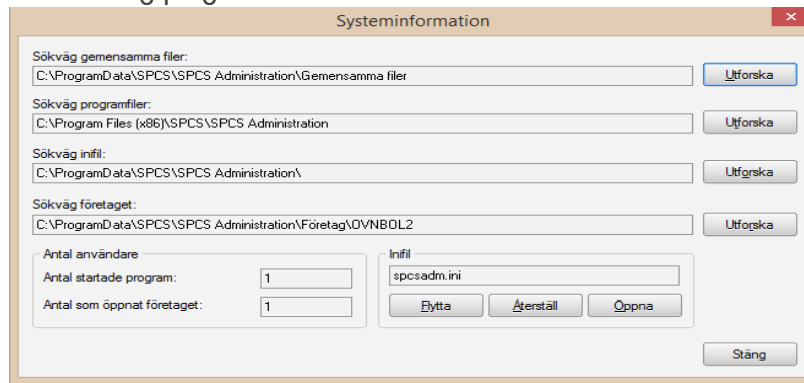 Systeminformation
Sökväg gemensamma filer:
C:\ProgramData\SPCS\SPCS Administration\Gemensamma filer
Utforska
Sökväg programfiler:
C:\Program Files (x86)\SPCS\SPCS Administration
Utforska
Sökväg inifil:
C:\ProgramData\SPCS\SPCS Administration\
Utforska
Sökväg företaget:
C:\ProgramData\SPCS\SPCS Administration\Företag\OVNBOL2
Utforska
Antal användare
Antal startade program: 1
Antal som öppnat företaget: 1
Inifil
spcsadm.ini
Flytta Återställ Öppna
Stäng